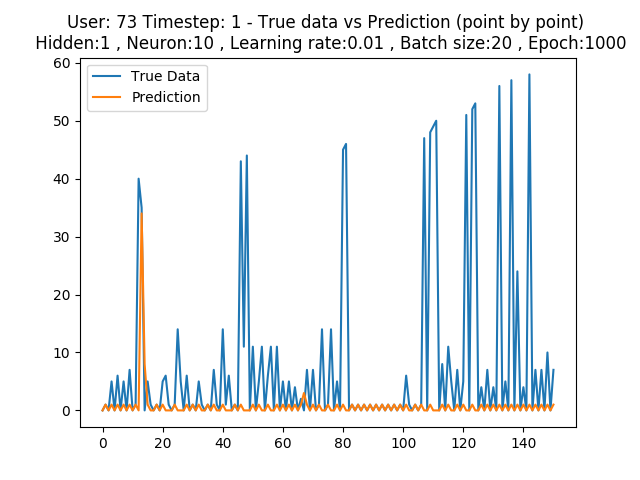 User: 73 Timestep: 1 - True data vs Prediction (point by point)
Hidden:1 , Neuron:10 , Learning rate:0.01 , Batch size:20 , Epoch:1000
True Data
Prediction
60
50
40
30
20
10
0
0 20 40 60 80 100 120 140